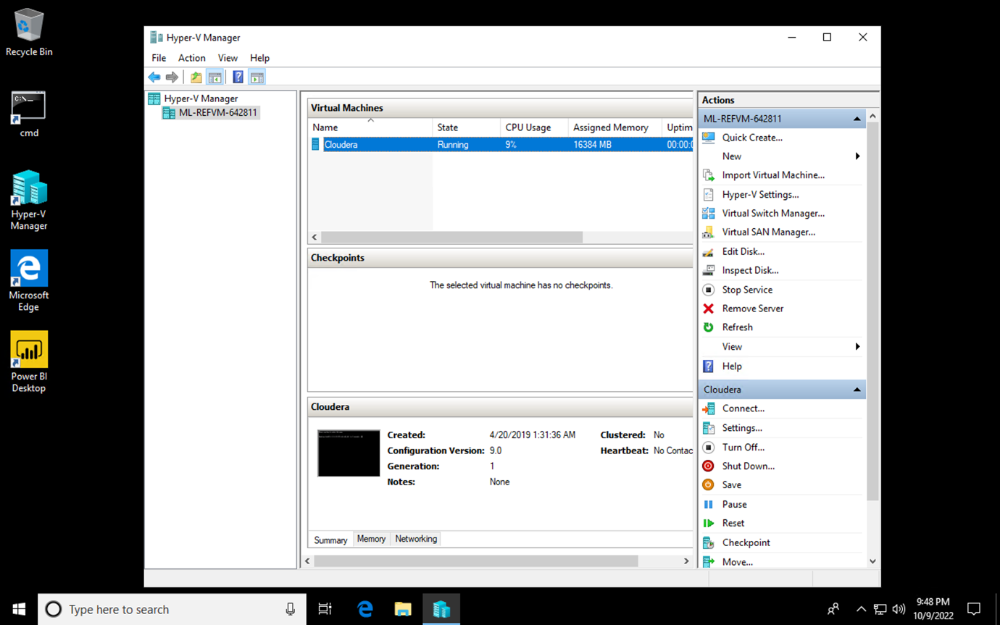 Recycle Bin
cmd
Hyper-V
Manager
Microsoft
Edge
Power BI
Desktop
Hyper-V Manager
File Action View Help
Hyper-V Manager
ML-REFVM-642811
Virtual Machines
Name State CPU Usage Assigned Memory Uptim
Cloudera Running 9% 16384 MB 00:00:0
Checkpoints
The selected virtual machine has no checkpoints.
Cloudera
Created: 4/20/2019 1:31:36 AM Clustered: No
Configuration Version: 9.0 Heartbeat: No Contac
Generation: 1
Notes: None
Summary Memory Networking
Actions
ML-REFVM-642811
Quick Create...
New
Import Virtual Machine...
Hyper-V Settings...
Virtual Switch Manager...
Virtual SAN Manager...
Edit Disk...
Inspect Disk...
Stop Service
Remove Server
Refresh
View
Help
Cloudera
Connect...
Settings...
Turn Off...
Shut Down...
Save
Pause
Reset
Checkpoint
Move...
Type here to search
9:48 PM
10/9/2022